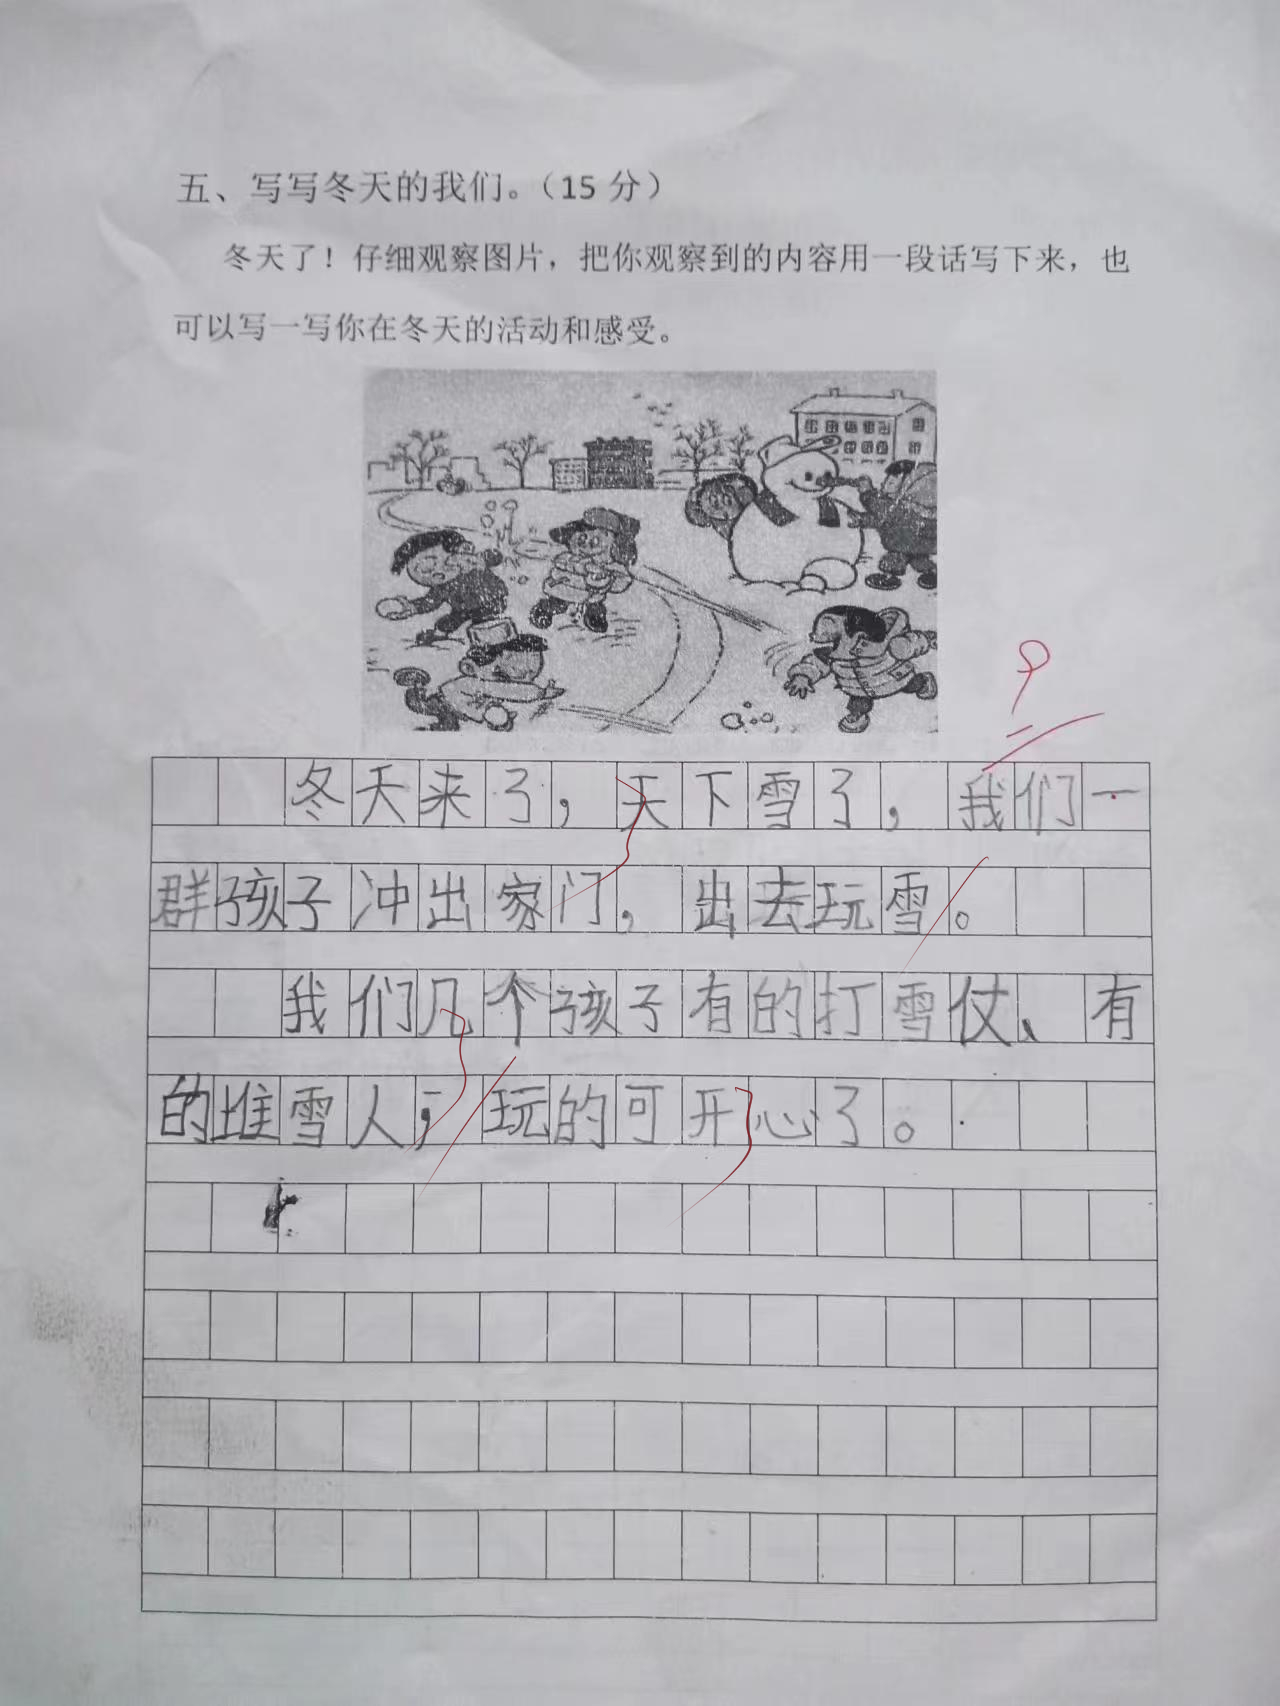 五、写写冬天的我们。（15 分）
冬天了！仔细观察图片，把你观察到的内容用一段话写下来，也
可以写一写你在冬天的活动和感受。
9
冬天来了，天下雪了，我们一
群孩子冲出家门，出去玩雪。
我们几个孩子有的打雪仗、有
的堆雪人，玩的可开心了。